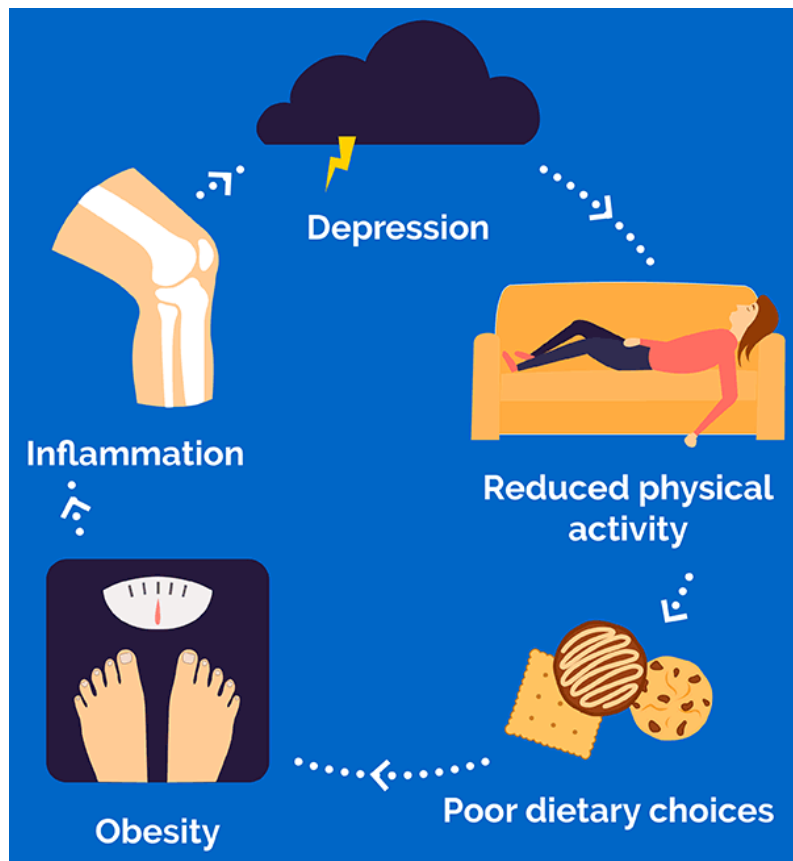 Depression
Reduced physical
activity
Poor dietary choices
Obesity
Inflammation